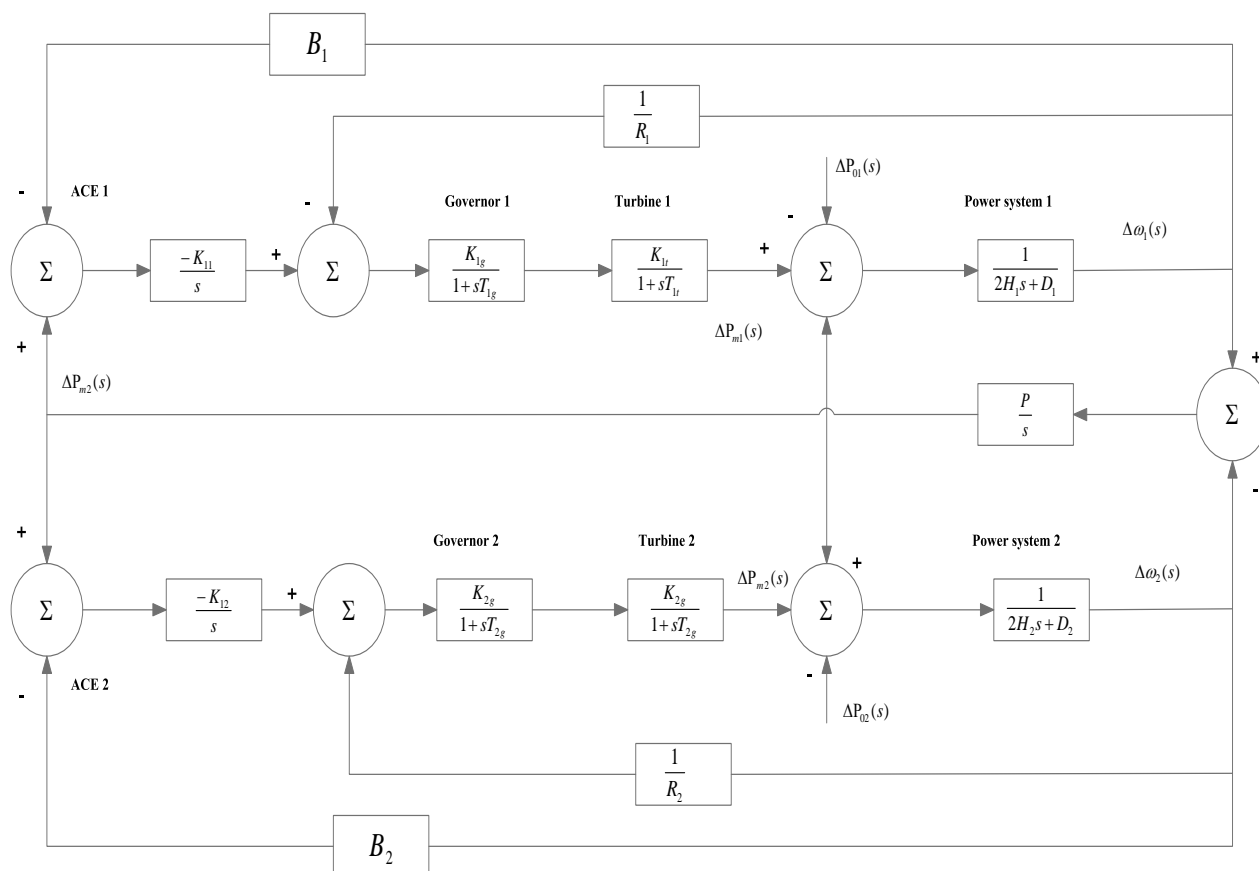 B₁
1
R₁
ΔP₀₁(s)
-
ACE 1
-
Governor 1
Turbine 1
-
Power system 1
Δω₁(s)
Σ
-K₁₁
s
+
Σ
K₁g
1+sT₁g
K₁t
1+sT₁t
+
Σ
1
2H₁s+D₁
+
ΔPₘ₂(s)
ΔPₘ₁(s)
+
P
s
Σ
-
+
Governor 2
Turbine 2
+
Power system 2
Σ
-K₁₂
s
+
Σ
K₂g
1+sT₂g
K₂g
1+sT₂g
ΔPₘ₂(s)
Σ
1
2H₂s+D₂
Δω₂(s)
-
ACE 2
-
ΔP₀₂(s)
1
R₂
B₂